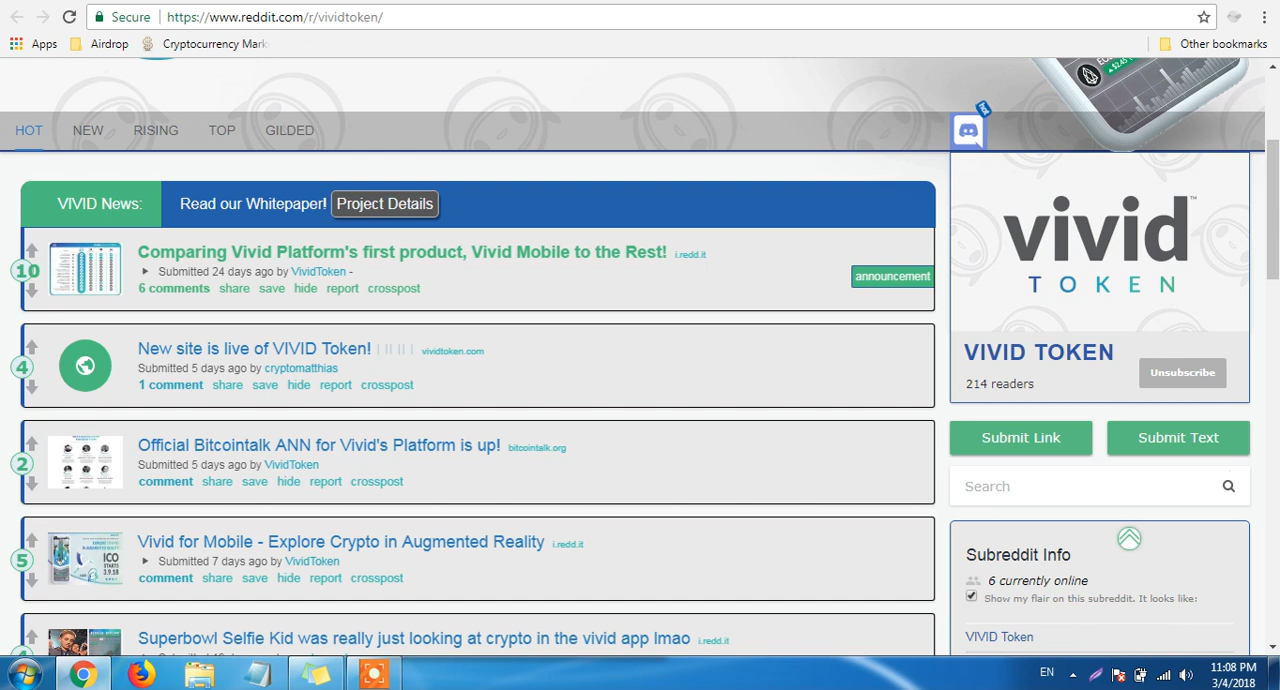 Secure https://www.reddit.com/r/vividtoken/
Apps Airdrop Cryptocurrency Mark
Other bookmarks
HOT NEW RISING TOP GILDED
hot
VIVID News: Read our Whitepaper! Project Details
10
Comparing Vivid Platform's first product, Vivid Mobile to the Rest! i.redd.it
Submitted 24 days ago by VividToken -
announcement
6 comments share save hide report crosspost
4
New site is live of VIVID Token! vividtoken.com
Submitted 5 days ago by cryptomatthias
1 comment share save hide report crosspost
2
Official Bitcointalk ANN for Vivid's Platform is up! bitcointalk.org
Submitted 5 days ago by VividToken
comment share save hide report crosspost
5
ICO
STARTS
3.9.18
Vivid for Mobile - Explore Crypto in Augmented Reality i.redd.it
Submitted 7 days ago by VividToken
comment share save hide report crosspost
Superbowl Selfie Kid was really just looking at crypto in the vivid app lmao i.redd.it
vivid™
TOKEN
VIVID TOKEN
214 readers
Unsubscribe
Submit Link Submit Text
Search
Subreddit Info
6 currently online
Show my flair on this subreddit. It looks like:
VIVID Token
EN
11:08 PM
3/4/2018